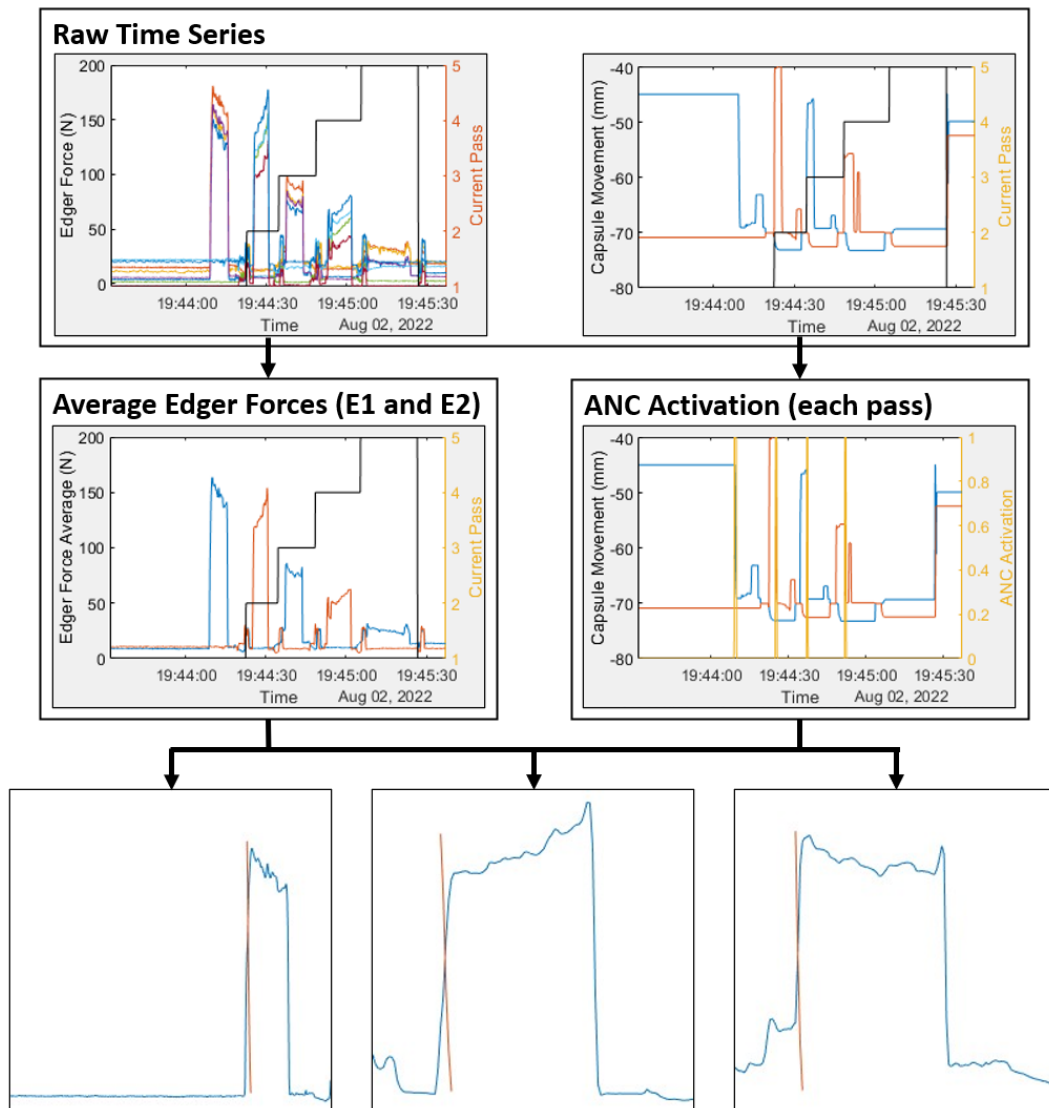 Raw Time Series
200
150
100
50
0
Edger Force (N)
5
4
3
2
1
Current Pass
19:44:00 19:44:30 19:45:00 19:45:30
Time Aug 02, 2022
-40
-50
-60
-70
-80
Capsule Movement (mm)
5
4
3
2
1
Current Pass
19:44:00 19:44:30 19:45:00 19:45:30
Time Aug 02, 2022
Average Edger Forces (E1 and E2)
200
150
100
50
0
Edger Force Average (N)
5
4
3
2
1
Current Pass
19:44:00 19:44:30 19:45:00 19:45:30
Time Aug 02, 2022
ANC Activation (each pass)
-40
-50
-60
-70
-80
Capsule Movement (mm)
1
0.8
0.6
0.4
0.2
0
ANC Activation
19:44:00 19:44:30 19:45:00 19:45:30
Time Aug 02, 2022